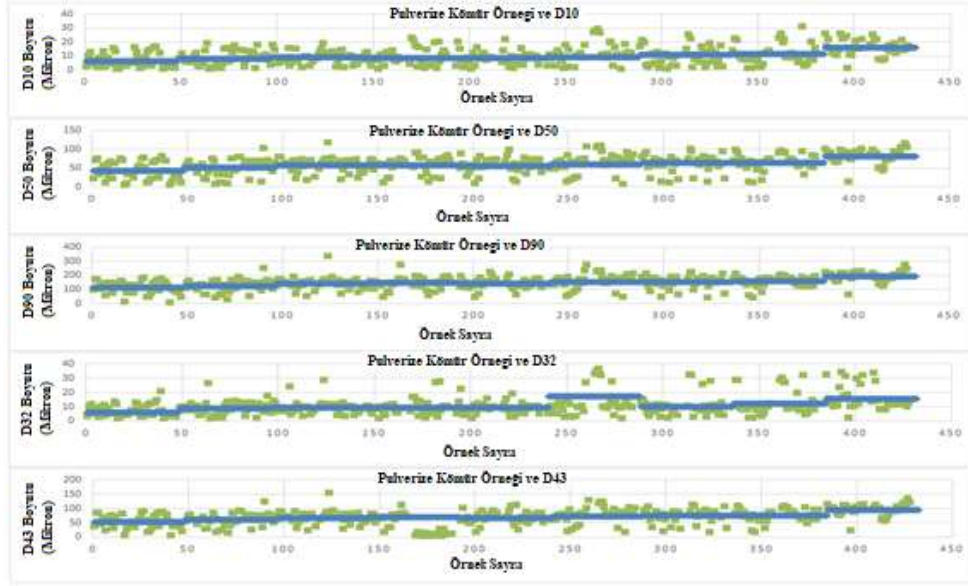 Pulverize Kömür Örnegi ve D10
D10 Boyutu
(Mikron)
40
30
20
10
0
0 50 100 150 200 250 300 350 400 450
Örnek Sayısı
Pulverize Kömür Örnegi ve D50
D50 Boyutu
(Mikron)
150
100
50
0
0 50 100 150 200 250 300 350 400 450
Örnek Sayısı
Pulverize Kömür Örnegi ve D90
D90 Boyutu
(Mikron)
400
300
200
100
0
0 50 100 150 200 250 300 350 400 450
Örnek Sayısı
Pulverize Kömür Örnegi ve D32
D32 Boyutu
(Mikron)
40
30
20
10
0
0 50 100 150 200 250 300 350 400 450
Örnek Sayısı
Pulverize Kömür Örnegi ve D43
D43 Boyutu
(Mikron)
200
150
100
50
0
0 50 100 150 200 250 300 350 400 450
Örnek Sayısı